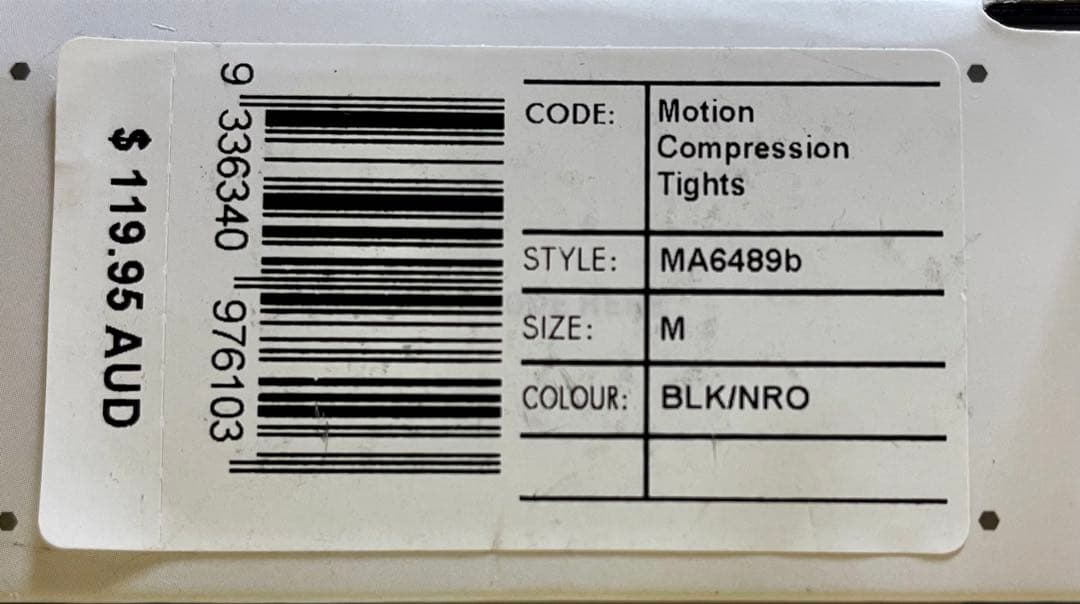 $ 119.95 AUD
9 336340 976103
CODE: Motion
Compression
Tights
STYLE: MA6489b
SIZE: M
COLOUR: BLK/NRO